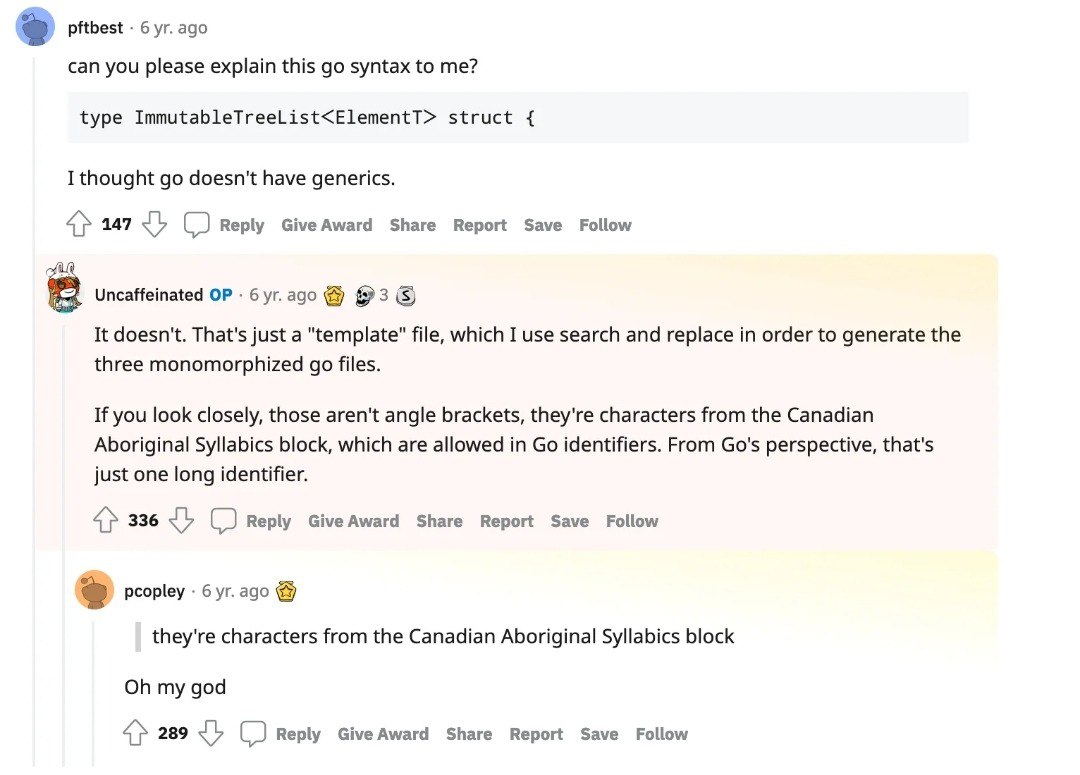 pftbest · 6 yr. ago
can you please explain this go syntax to me?
type ImmutableTreeListᐸElementTᐳ struct {
I thought go doesn't have generics.
147 Reply Give Award Share Report Save Follow
Uncaffeinated OP · 6 yr. ago 3 S
It doesn't. That's just a "template" file, which I use search and replace in order to generate the
three monomorphized go files.
If you look closely, those aren't angle brackets, they're characters from the Canadian
Aboriginal Syllabics block, which are allowed in Go identifiers. From Go's perspective, that's
just one long identifier.
336 Reply Give Award Share Report Save Follow
pcopley · 6 yr. ago
they're characters from the Canadian Aboriginal Syllabics block
Oh my god
289 Reply Give Award Share Report Save Follow